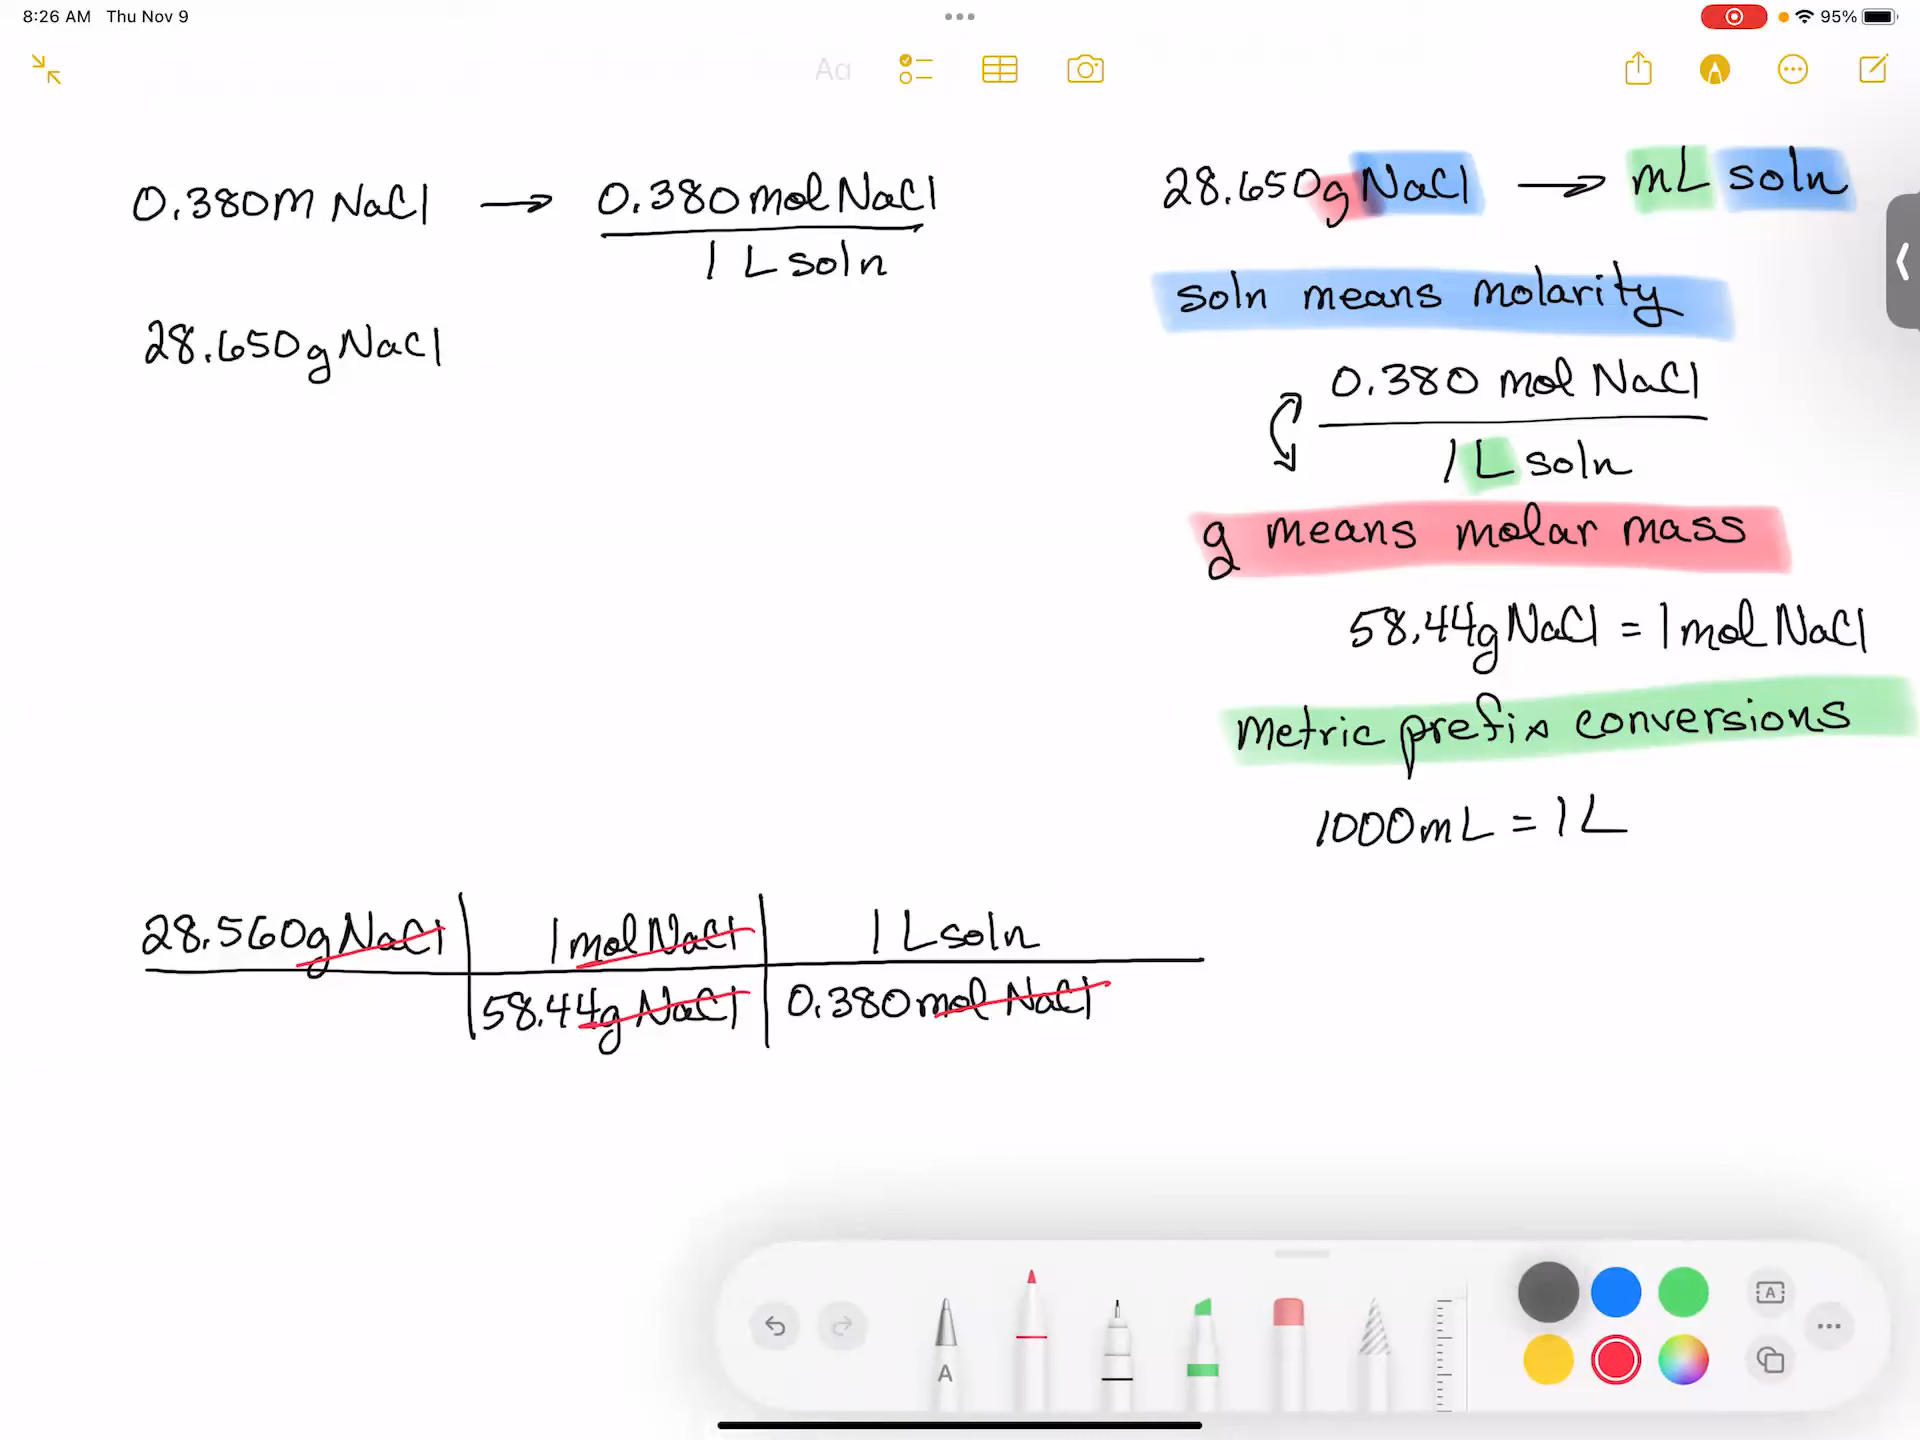 8:26 AM Thu Nov 9
95%
Aa
0.380M NaCl → 0.380 mol NaCl
1 L soln
28.650g NaCl
28.650g NaCl → mL soln
soln means molarity
0.380 mol NaCl
1 L soln
g means molar mass
58.44g NaCl = 1 mol NaCl
metric prefix conversions
1000mL = 1 L
28.560g NaCl 1 mol NaCl 1 L soln
58.44g NaCl 0.380 mol NaCl
A
A